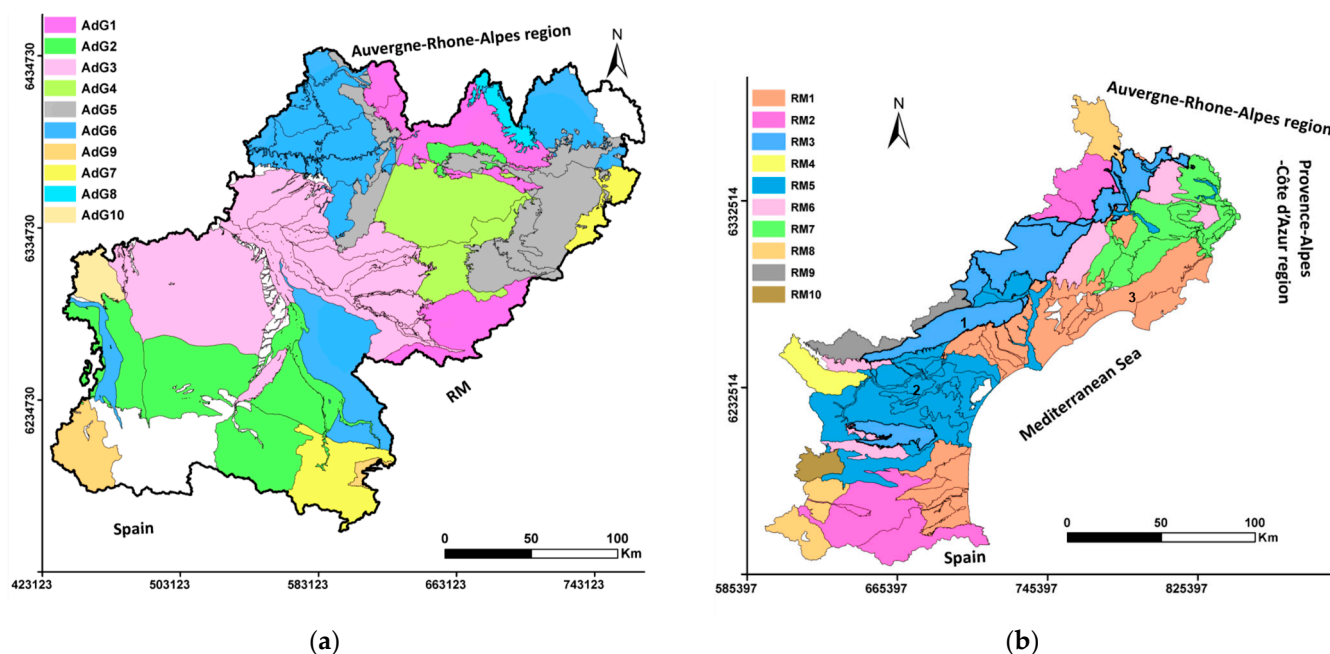 AdG1
AdG2
AdG3
AdG4
AdG5
AdG6
AdG9
AdG7
AdG8
AdG10
Auvergne-Rhone-Alpes region
N
6434730
6334730
6234730
RM
Spain
0 50 100
Km
423123 503123 583123 663123 743123
(a)
RM1
RM2
RM3
RM4
RM5
RM6
RM7
RM8
RM9
RM10
N
Auvergne-Rhone-Alpes region
Provence-Alpes
-Côte d'Azur region
6332514
6232514
1
2
3
Mediterranean Sea
Spain
0 50 100
Km
585397 665397 745397 825397
(b)